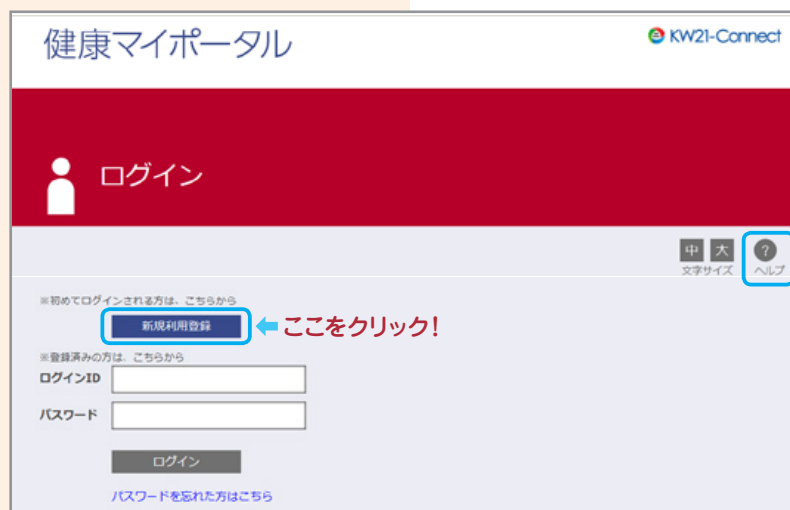 健康マイポータル
KW21-Connect
ログイン
中 大 ?
文字サイズ ヘルプ
※初めてログインされる方は、こちらから
新規利用登録
ここをクリック!
※登録済みの方は、こちらから
ログインID
パスワード
ログイン
パスワードを忘れた方はこちら